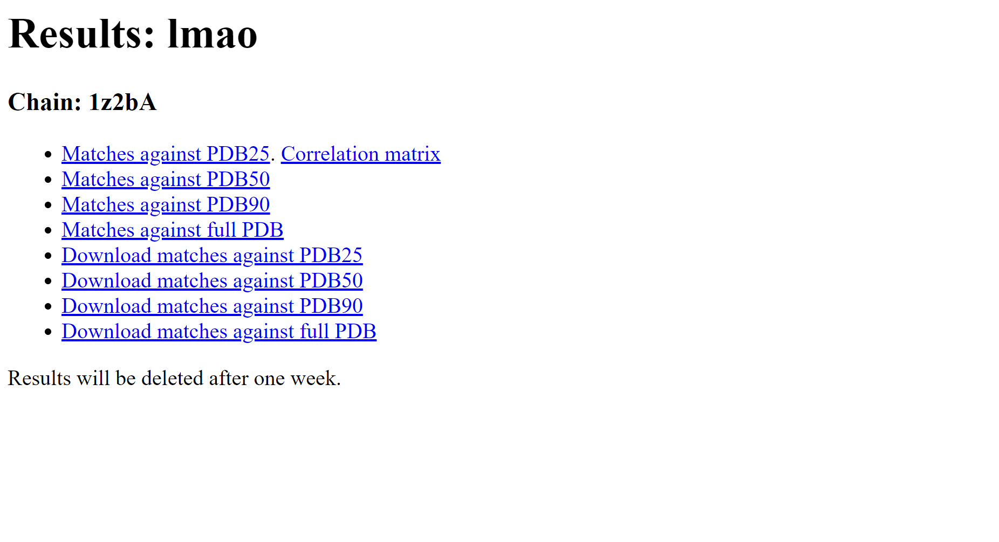 Results: lmao
Chain: 1z2bA
Matches against PDB25. Correlation matrix
Matches against PDB50
Matches against PDB90
Matches against full PDB
Download matches against PDB25
Download matches against PDB50
Download matches against PDB90
Download matches against full PDB
Results will be deleted after one week.